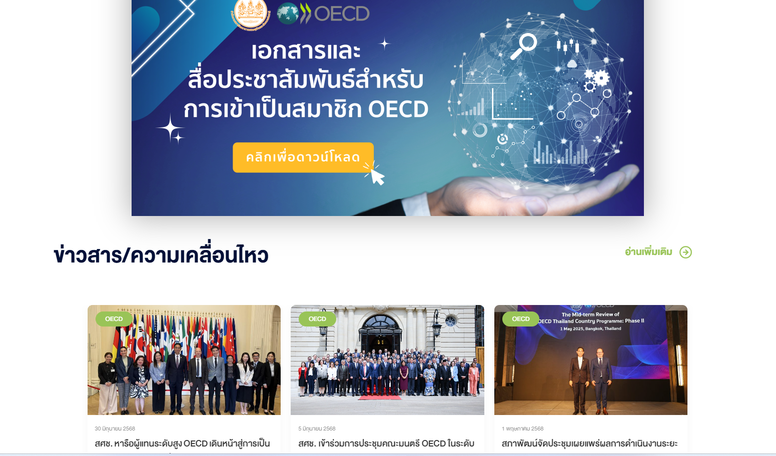 OECD
เอกสารและ
สื่อประชาสัมพันธ์สำหรับ
การเข้าเป็นสมาชิก OECD
คลิกเพื่อดาวน์โหลด
ข่าวสาร/ความเคลื่อนไหว
อ่านเพิ่มเติม
OECD
OECD
OECD
The Mid-term Review of
OECD Thailand Country Programme: Phase II
1 May 2025, Bangkok, Thailand
30 มิถุนายน 2568
5 มิถุนายน 2568
1 พฤษภาคม 2568
สศช. หารือผู้แทนระดับสูง OECD เดินหน้าสู่การเป็น
สศช. เข้าร่วมการประชุมคณะมนตรี OECD ในระดับ
สภาพัฒน์จัดประชุมเผยแพร่ผลการดำเนินงานระยะ